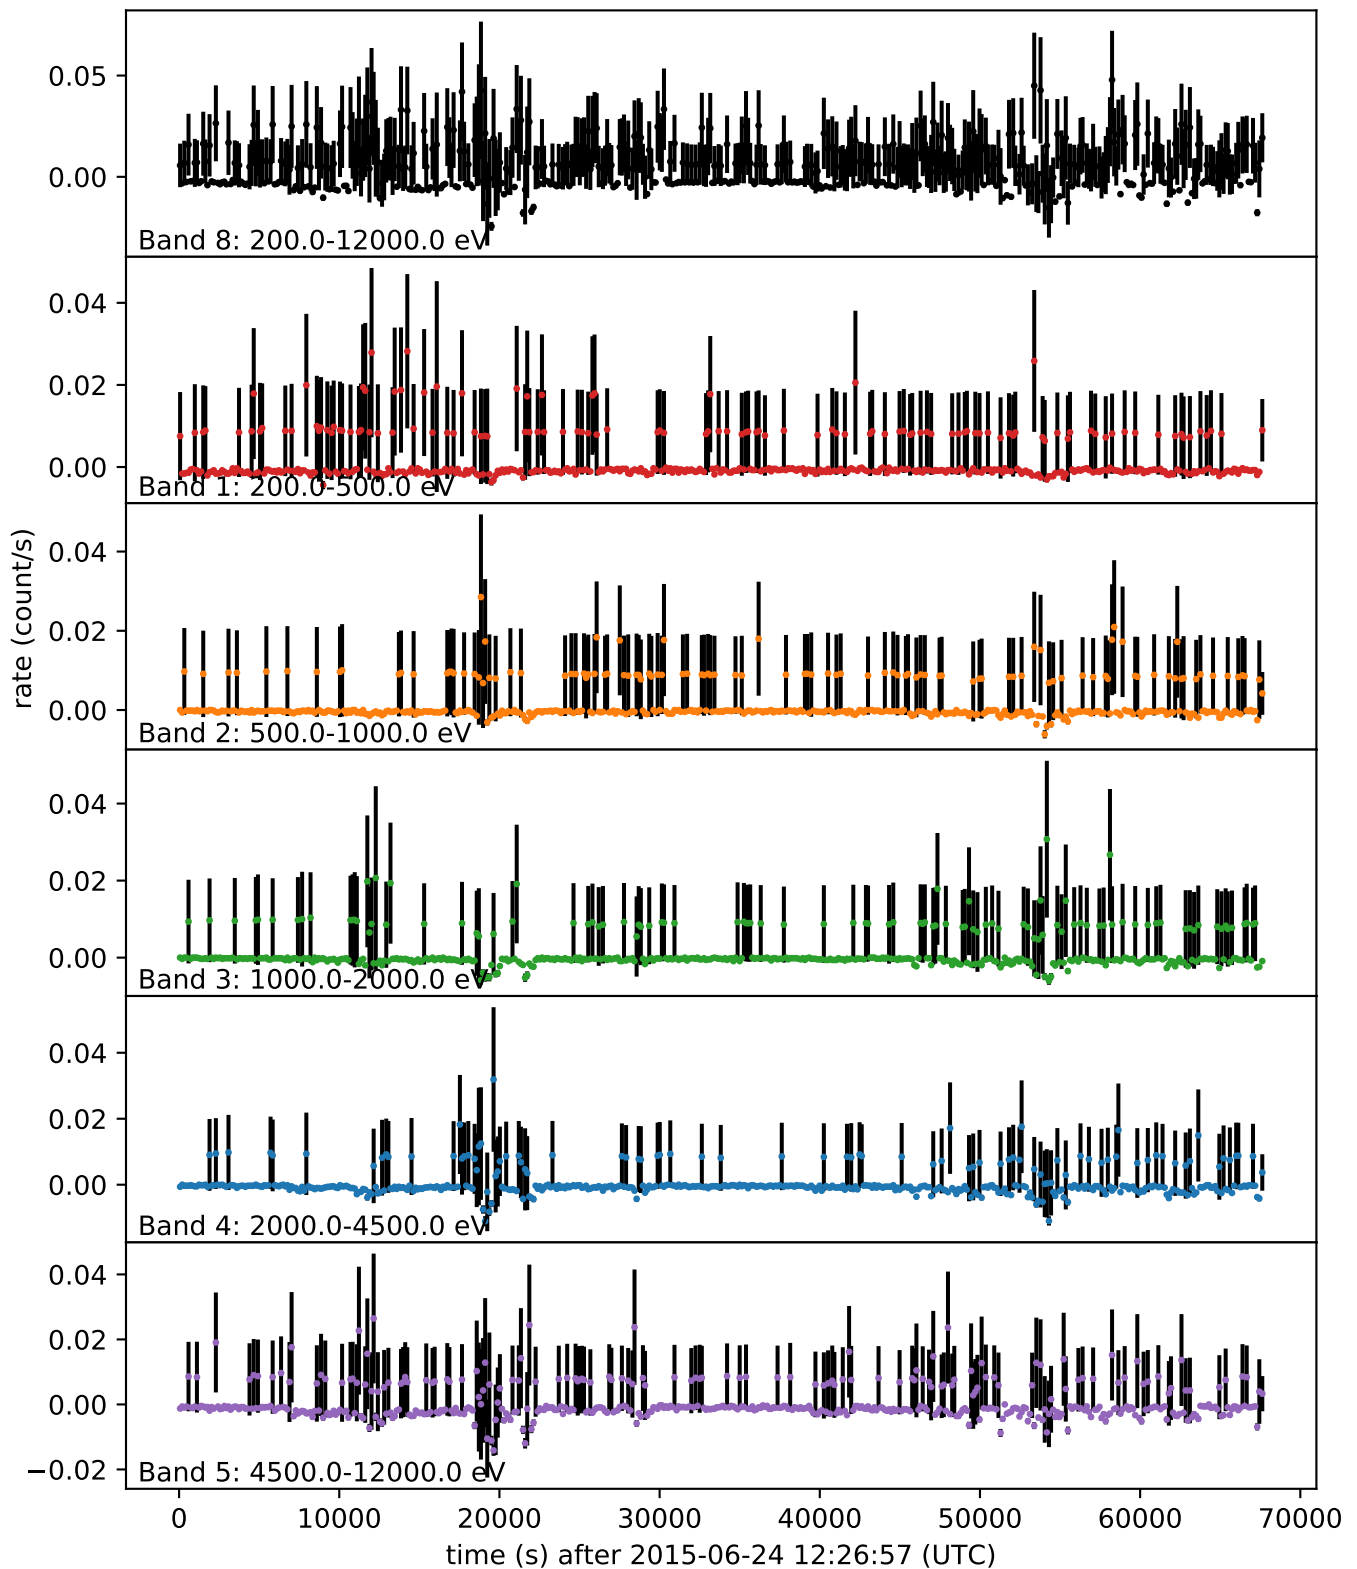 0.05
0.00
Band 8: 200.0-12000.0 eV
0.04
0.02
0.00
Band 1: 200.0-500.0 eV
0.04
0.02
0.00
Band 2: 500.0-1000.0 eV
rate (count/s)
0.04
0.02
0.00
Band 3: 1000.0-2000.0 eV
0.04
0.02
0.00
Band 4: 2000.0-4500.0 eV
0.04
0.02
0.00
−0.02
Band 5: 4500.0-12000.0 eV
0 10000 20000 30000 40000 50000 60000 70000
time (s) after 2015-06-24 12:26:57 (UTC)